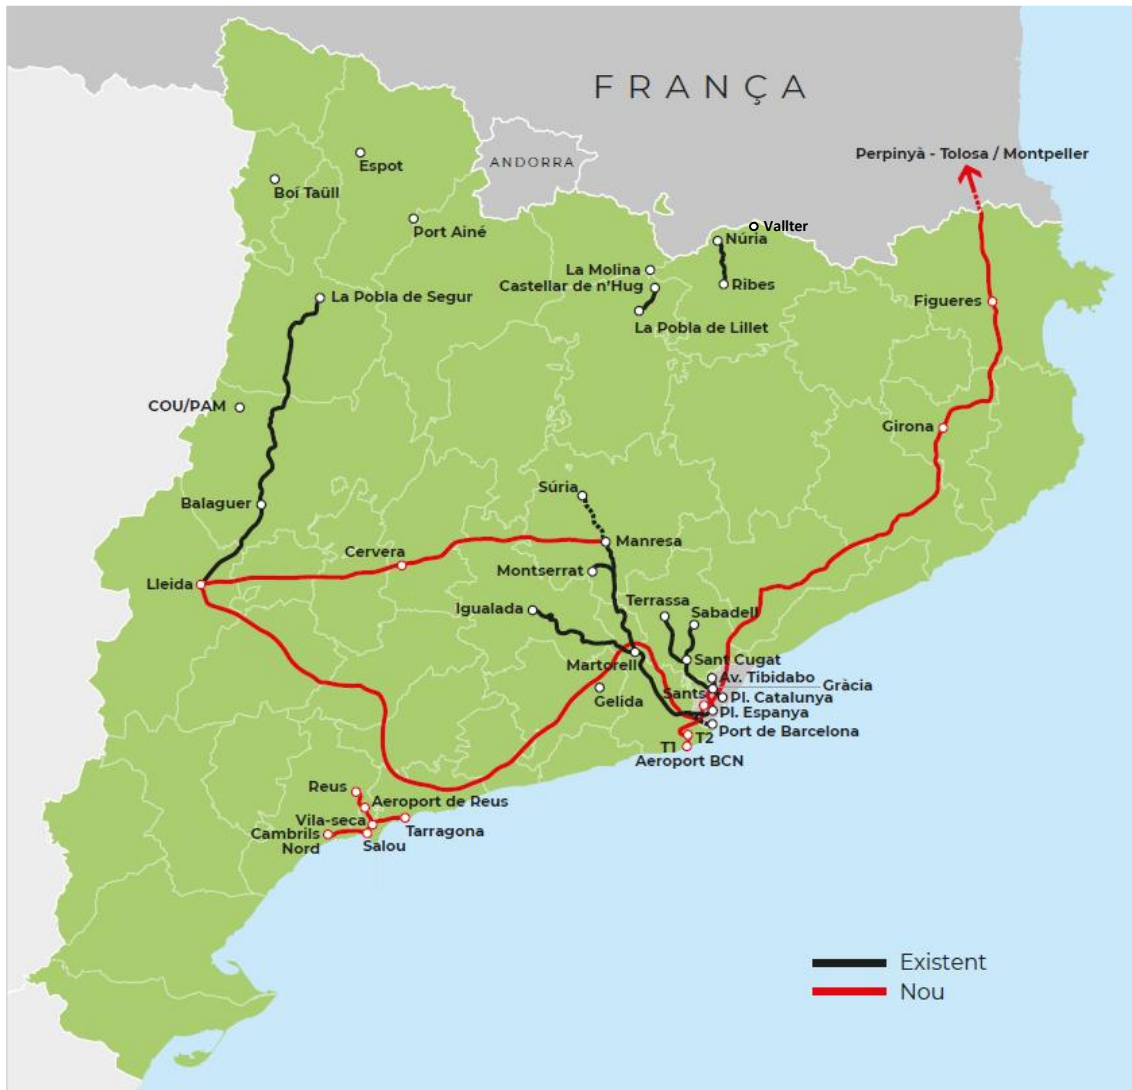 FRANÇA
ANDORRA
Perpinyà - Tolosa / Montpeller
Espot
Boí Taüll
Port Ainé
Vallter
Núria
La Molina
Castellar de n'Hug
Ribes
La Pobla de Segur
Figueres
La Pobla de Lillet
COU/PAM
Girona
Súria
Balaguer
Manresa
Cervera
Montserrat
Lleida
Terrassa
Igualada
Sabadell
Martorell
Sant Cugat
Av. Tibidabo
Gràcia
Sants
Pl. Catalunya
Gelida
Pl. Espanya
Port de Barcelona
T2
T1
Aeroport BCN
Reus
Aeroport de Reus
Vila-seca
Tarragona
Cambrils
Nord
Salou
Existent
Nou